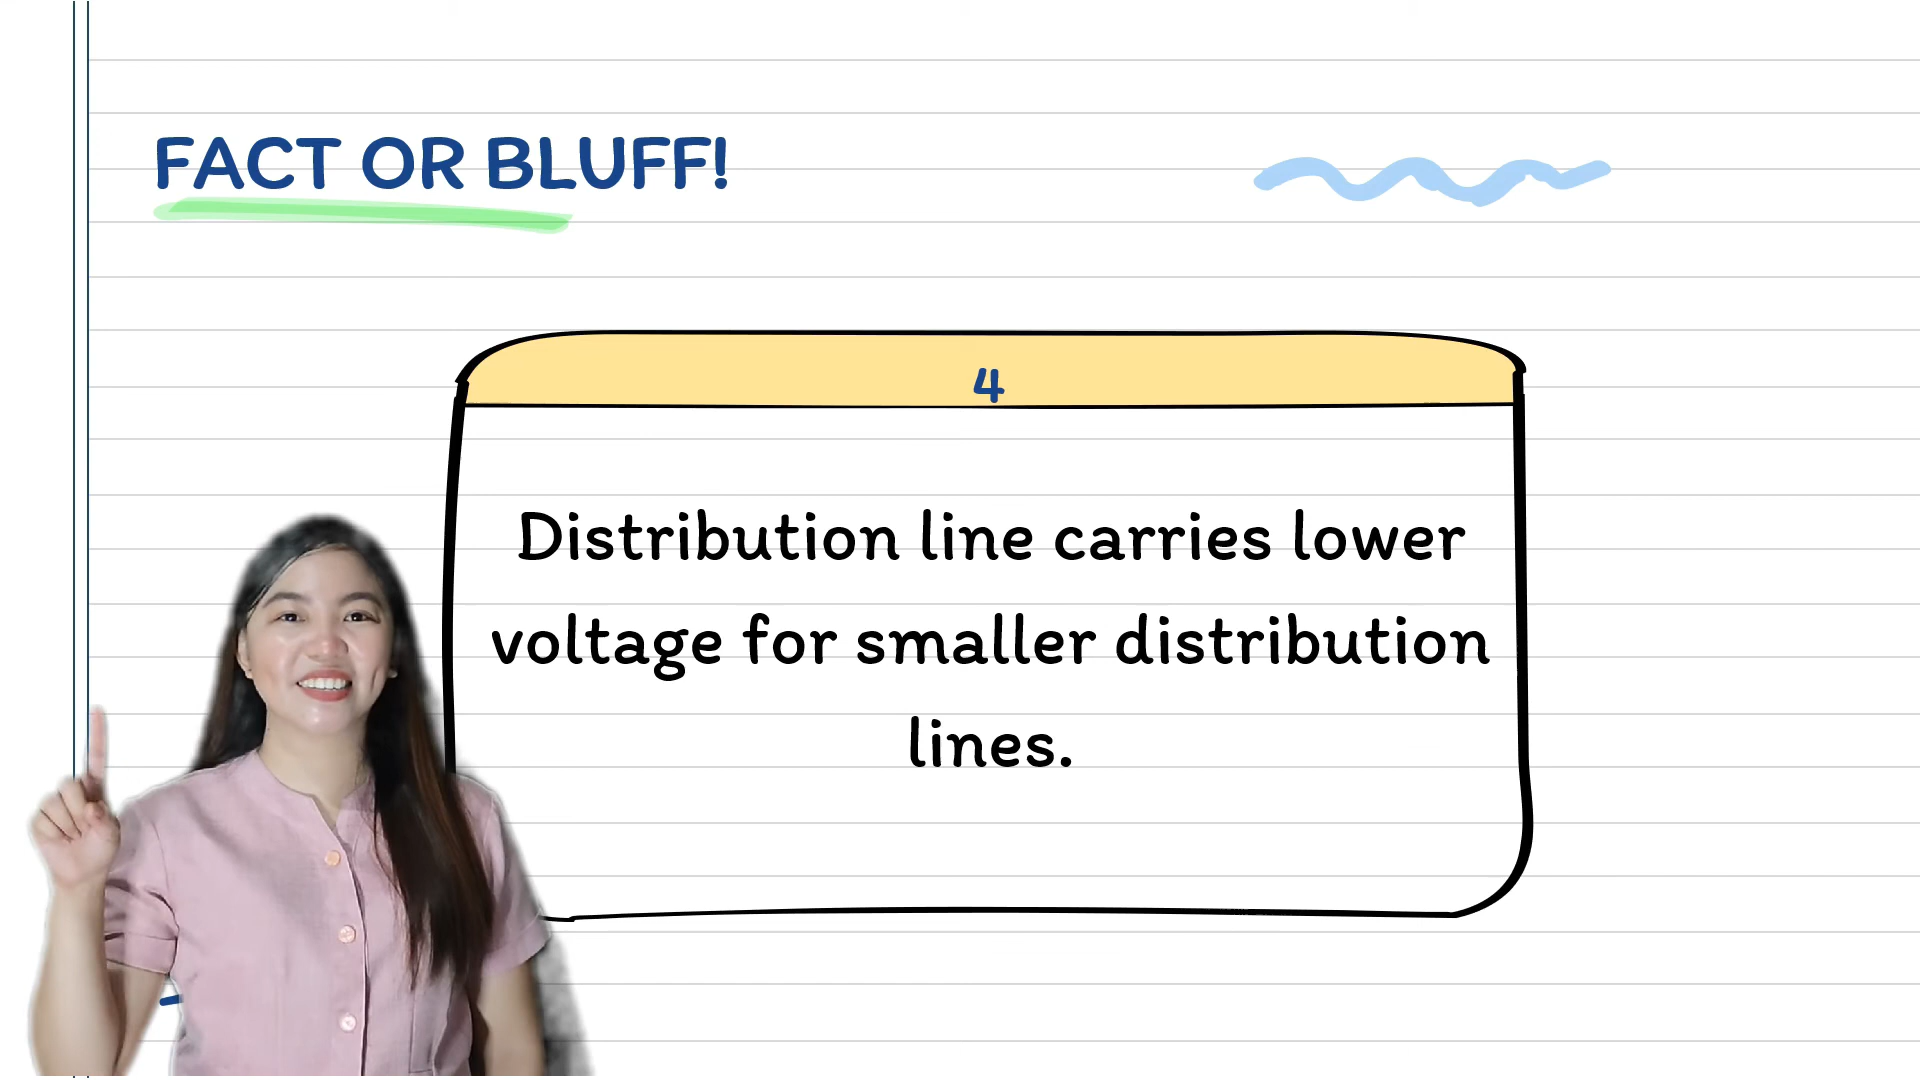 FACT OR BLUFF!
4
Distribution line carries lower
voltage for smaller distribution
lines.